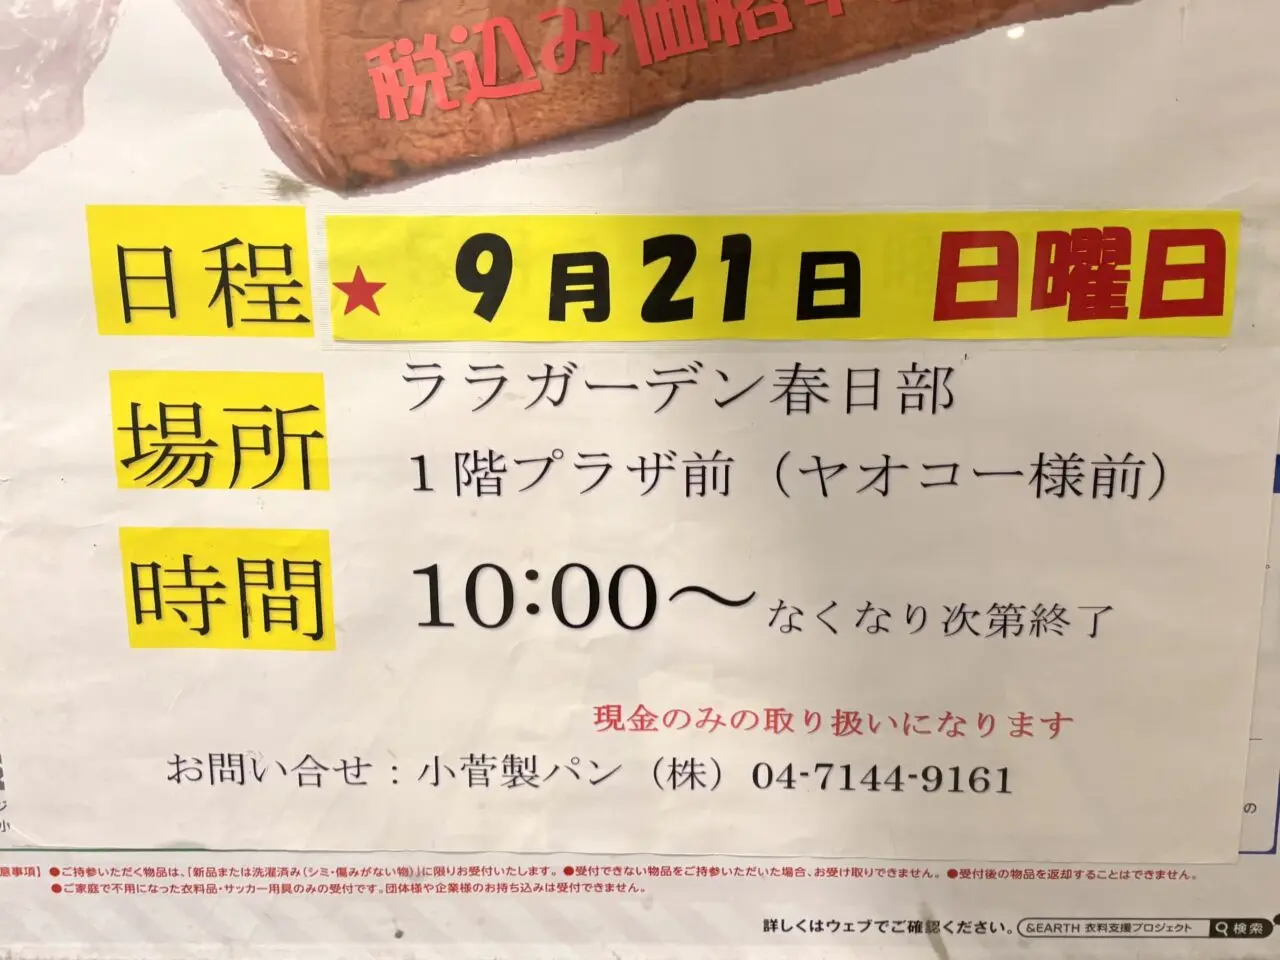 税込み価格
日程 ★ 9月21日 日曜日
場所 ララガーデン春日部
1階プラザ前（ヤオコー様前）
時間 10:00～なくなり次第終了
現金のみの取り扱いになります
お問い合せ：小菅製パン（株）04-7144-9161
意事項】●ご持参いただく物品は、「新品または洗濯済み（シミ・傷みがない物）」に限りお受付いたします。●受付できない物品をご持参いただいた場合、お受け取りできません。●受付後の物品を返却することはできません。
●ご家庭で不用になった衣料品・サッカー用具のみの受付です。団体様や企業様のお持ち込みは受付できません。
詳しくはウェブでご確認ください。 &EARTH 衣料支援プロジェクト 検索